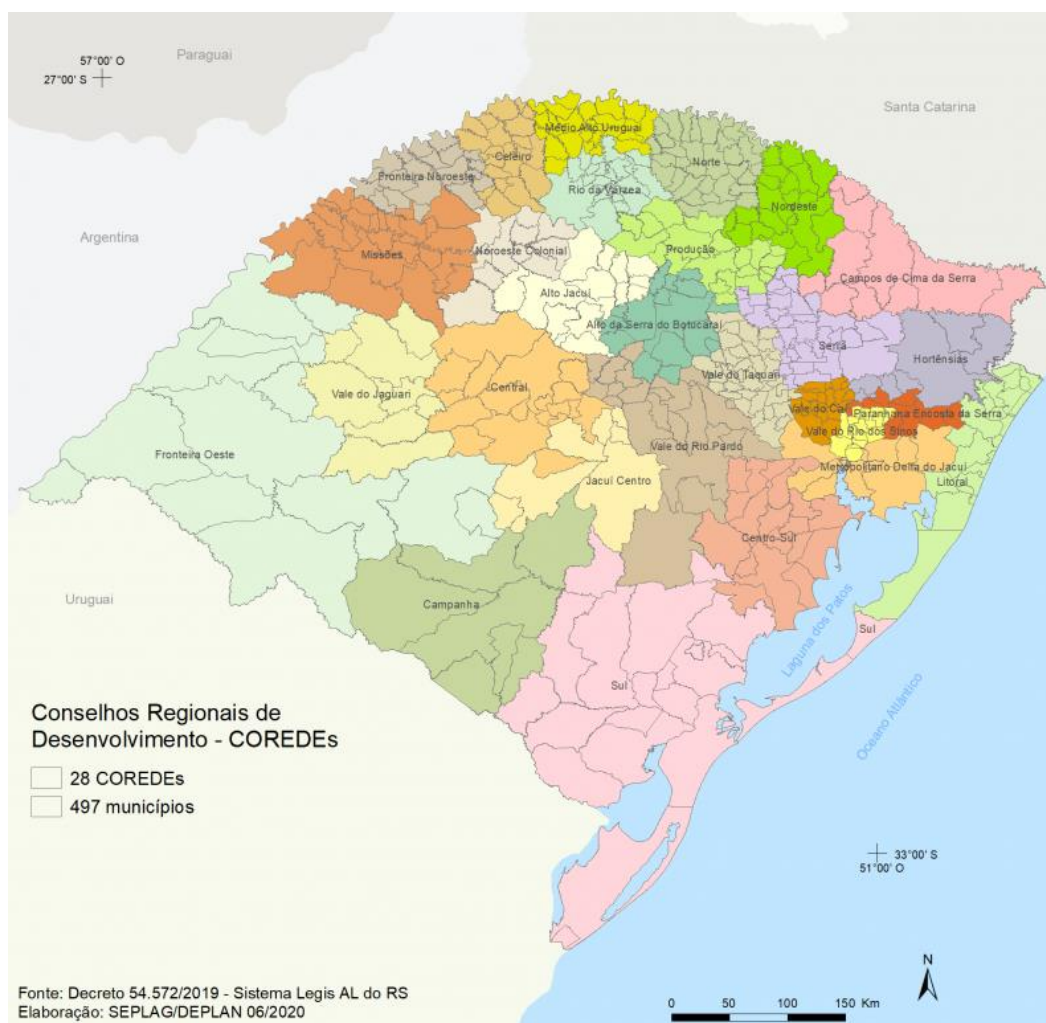 Paraguai
57°00' O
27°00' S
Santa Catarina
Médio Alto Uruguai
Celeiro
Norte
Fronteira Noroeste
Rio da Várzea
Nordeste
Argentina
Missões
Noroeste Colonial
Produção
Campos de Cima da Serra
Alto Jacuí
Alto da Serra do Botucaraí
Serra
Hortênsias
Vale do Taquari
Vale do Jaguari
Central
Vale do Caí
Paranhana Encosta da Serra
Vale do Rio dos Sinos
Vale do Rio Pardo
Fronteira Oeste
Metropolitano Delta do Jacuí
Jacuí Centro
Litoral
Centro-Sul
Uruguai
Campanha
Laguna dos Patos
Sul
Sul
Oceano Atlântico
Conselhos Regionais de
Desenvolvimento - COREDEs
28 COREDEs
497 municípios
33°00' S
51°00' O
N
Fonte: Decreto 54.572/2019 - Sistema Legis AL do RS
Elaboração: SEPLAG/DEPLAN 06/2020
0 50 100 150 Km